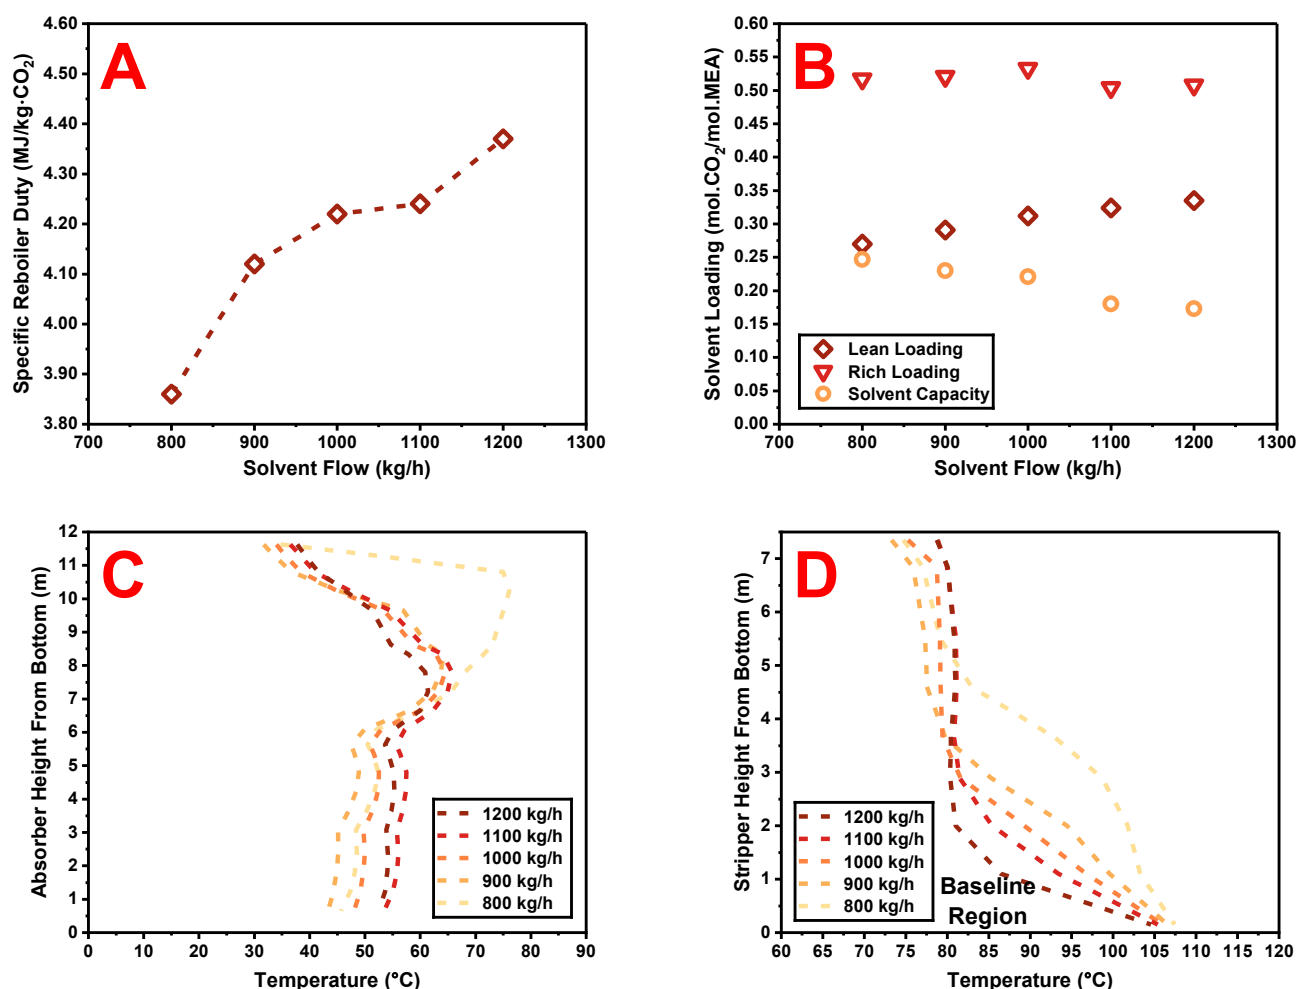 A
4.60
4.50
4.40
4.30
4.20
4.10
4.00
3.90
3.80
700 800 900 1000 1100 1200 1300
Specific Reboiler Duty (MJ/kg·CO₂)
Solvent Flow (kg/h)
B
0.60
0.55
0.50
0.45
0.40
0.35
0.30
0.25
0.20
0.15
0.10
0.05
0.00
700 800 900 1000 1100 1200 1300
Solvent Loading (mol.CO₂/mol.MEA)
Solvent Flow (kg/h)
Lean Loading
Rich Loading
Solvent Capacity
C
12
11
10
9
8
7
6
5
4
3
2
1
0
0 10 20 30 40 50 60 70 80 90
Absorber Height From Bottom (m)
Temperature (°C)
1200 kg/h
1100 kg/h
1000 kg/h
900 kg/h
800 kg/h
D
7
6
5
4
3
2
1
0
60 65 70 75 80 85 90 95 100 105 110 115 120
Stripper Height From Bottom (m)
Temperature (°C)
1200 kg/h
1100 kg/h
1000 kg/h
900 kg/h
800 kg/h
Baseline
Region